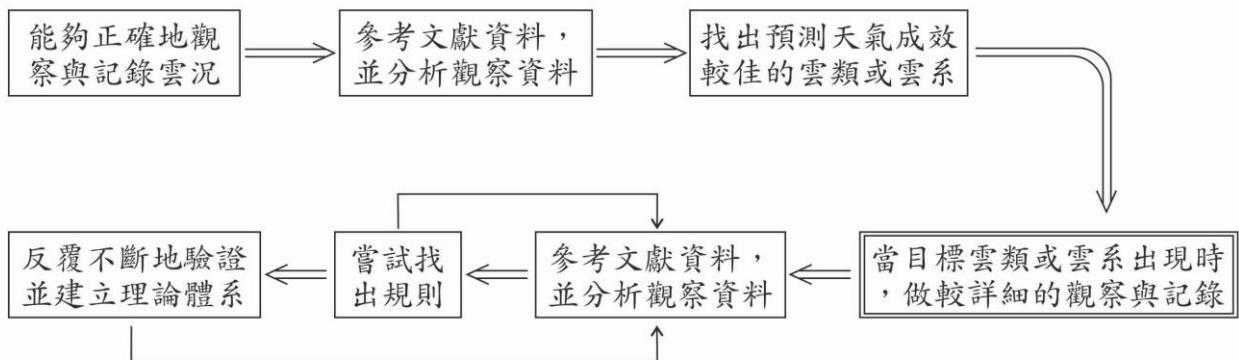 能夠正確地觀
察與記錄雲況
參考文獻資料，
並分析觀察資料
找出預測天氣成效
較佳的雲類或雲系
當目標雲類或雲系出現時
，做較詳細的觀察與記錄
參考文獻資料，
並分析觀察資料
嘗試找
出規則
反覆不斷地驗證
並建立理論體系